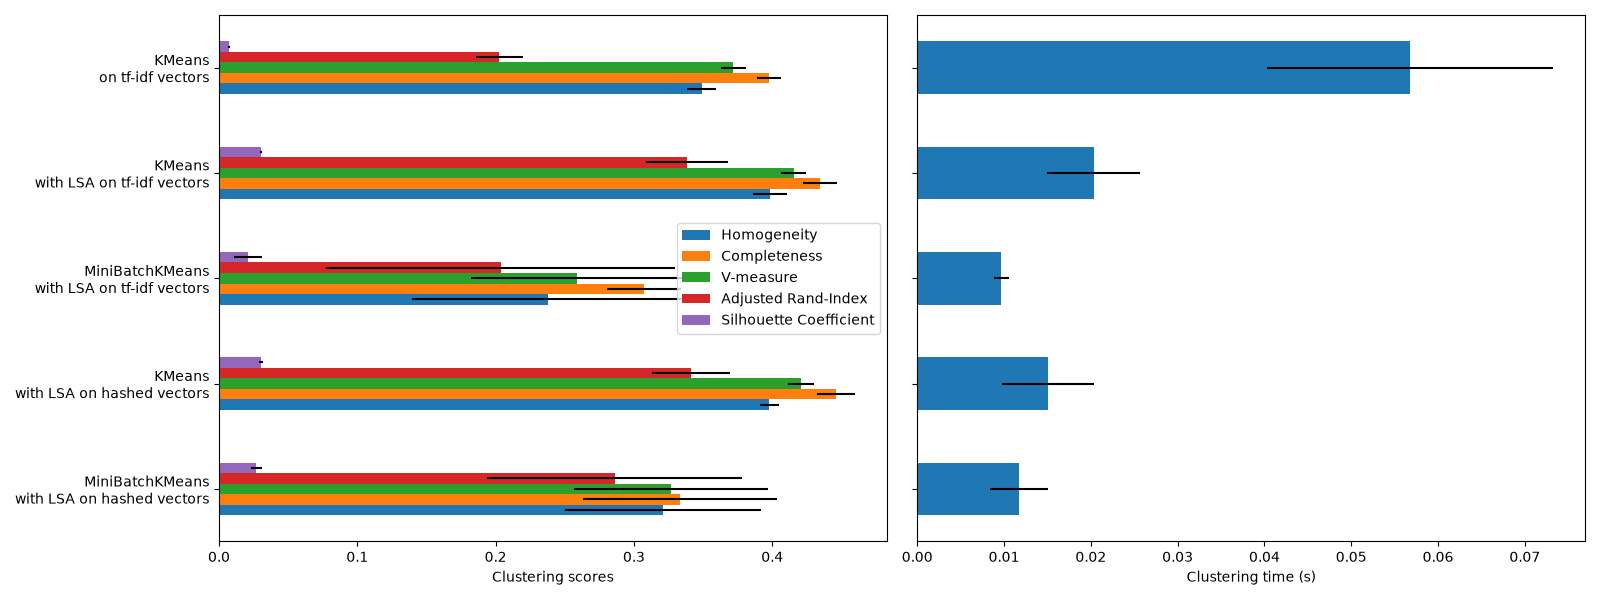 KMeans
on tf-idf vectors
KMeans
with LSA on tf-idf vectors
MiniBatchKMeans
with LSA on tf-idf vectors
KMeans
with LSA on hashed vectors
MiniBatchKMeans
with LSA on hashed vectors
Homogeneity
Completeness
V-measure
Adjusted Rand-Index
Silhouette Coefficient
0.0 0.1 0.2 0.3 0.4
Clustering scores
0.00 0.01 0.02 0.03 0.04 0.05 0.06 0.07
Clustering time (s)